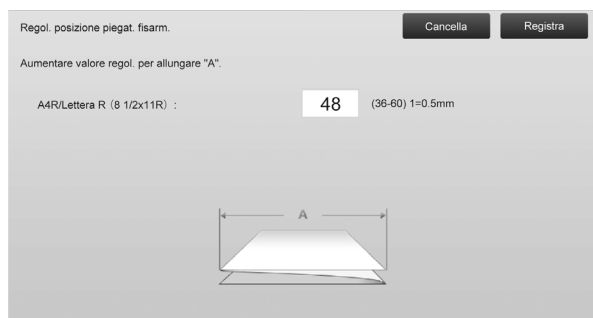 Regol. posizione piegat. fisarm.
Cancella
Registra
Aumentare valore regol. per allungare "A".
A4R/Lettera R (8 1/2x11R) :
48
(36-60) 1=0.5mm
A